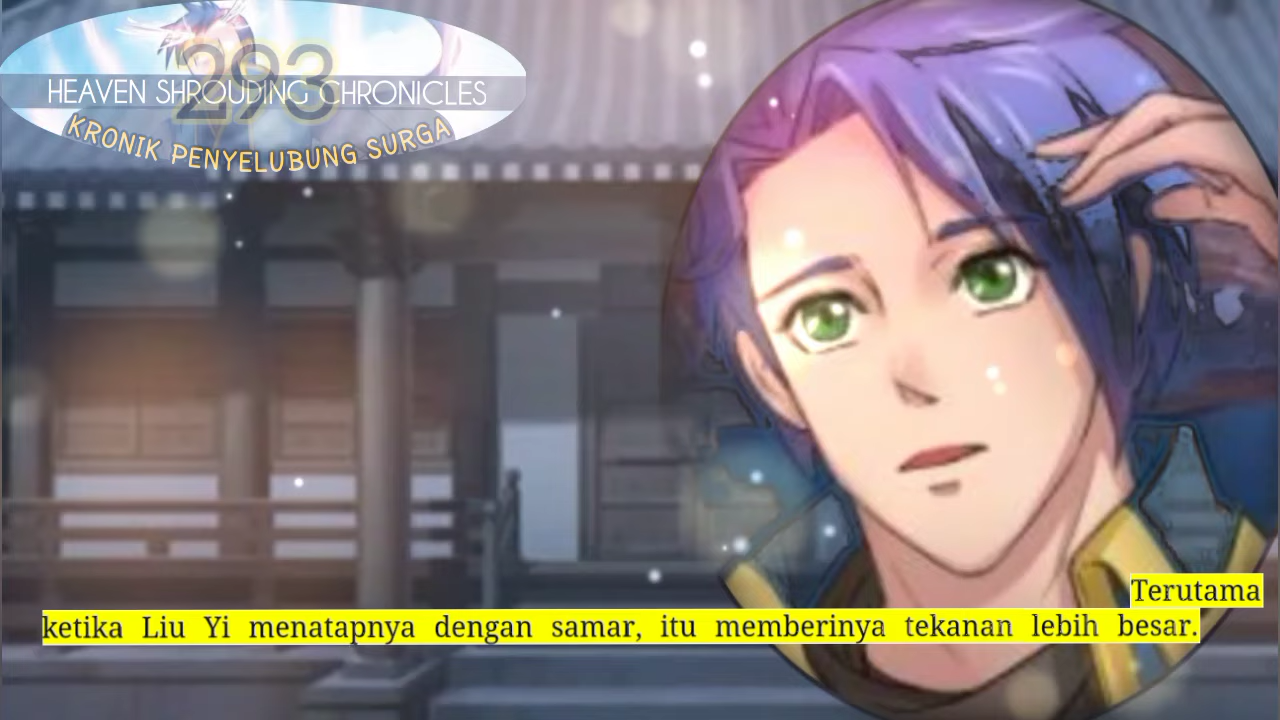 293
HEAVEN SHROUDING CHRONICLES
KRONIK PENYELUBUNG SURGA
Terutama
ketika Liu Yi menatapnya dengan samar, itu memberinya tekanan lebih besar.